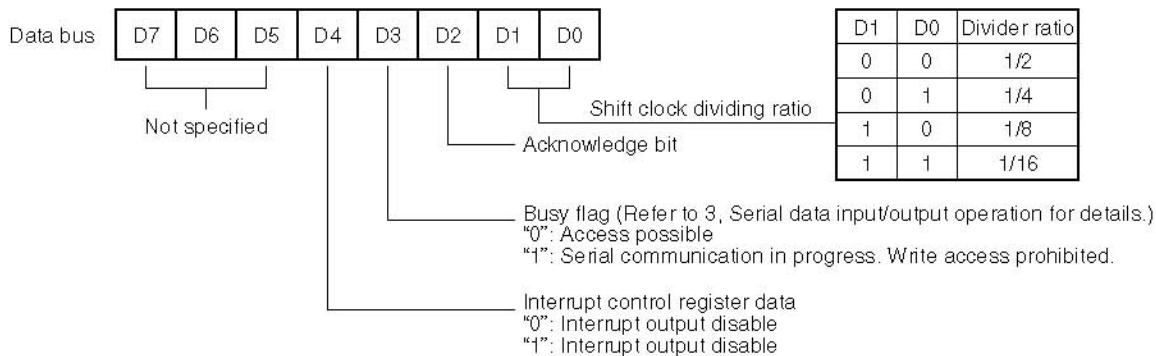 Data bus D7 D6 D5 D4 D3 D2 D1 D0
D1 D0 Divider ratio
0 0 1/2
0 1 1/4
1 0 1/8
1 1 1/16
Shift clock dividing ratio
Not specified
Acknowledge bit
Busy flag (Refer to 3, Serial data input/output operation for details.)
“0”: Access possible
“1”: Serial communication in progress. Write access prohibited.
Interrupt control register data
“0”: Interrupt output disable
“1”: Interrupt output disable